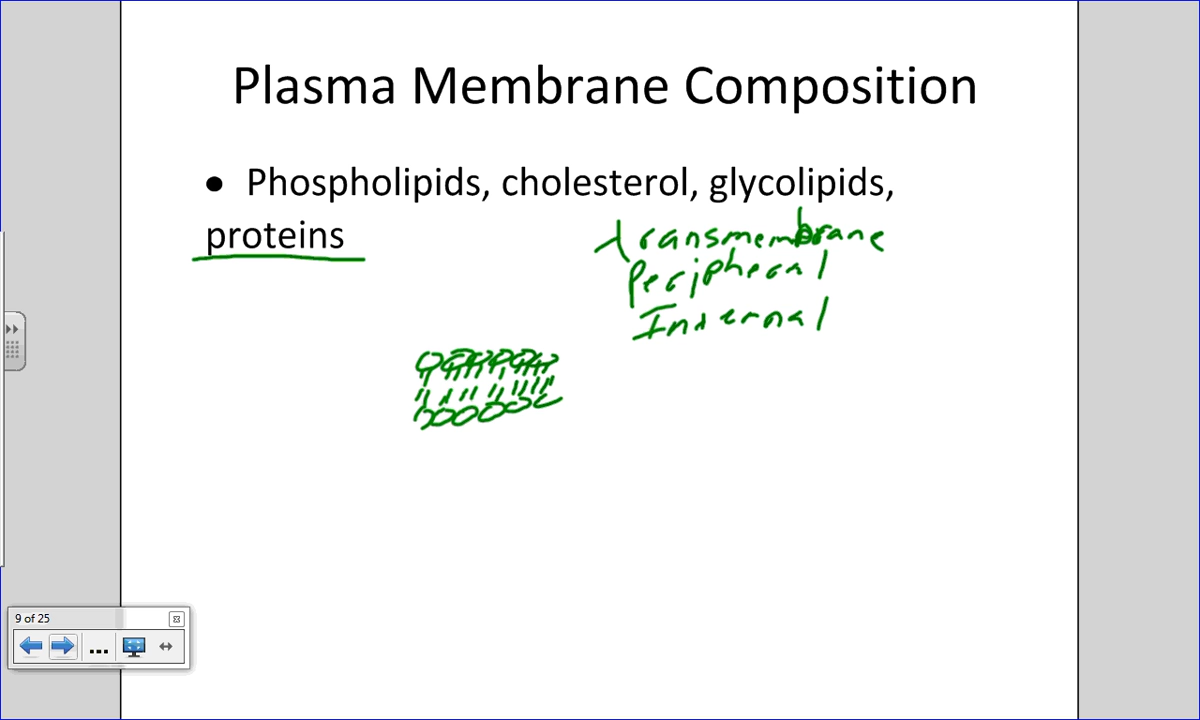 Plasma Membrane Composition
• Phospholipids, cholesterol, glycolipids,
proteins
transmembrane
Peripheral
Internal
9 of 25
...